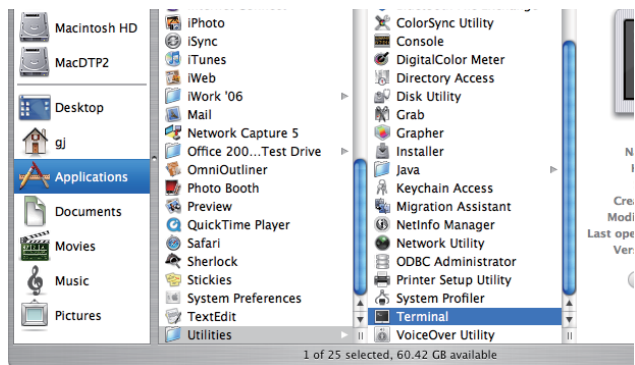 Macintosh HD
MacDTP2
Desktop
gj
Applications
Documents
Movies
Music
Pictures
iPhoto
iSync
iTunes
iWeb
iWork '06
Mail
Network Capture 5
Office 200...Test Drive
OmniOutliner
Photo Booth
Preview
QuickTime Player
Safari
Sherlock
Stickies
System Preferences
TextEdit
Utilities
ColorSync Utility
Console
DigitalColor Meter
Directory Access
Disk Utility
Grab
Grapher
Installer
Java
Keychain Access
Migration Assistant
NetInfo Manager
Network Utility
ODBC Administrator
Printer Setup Utility
System Profiler
Terminal
VoiceOver Utility
Last ope
1 of 25 selected, 60.42 GB available